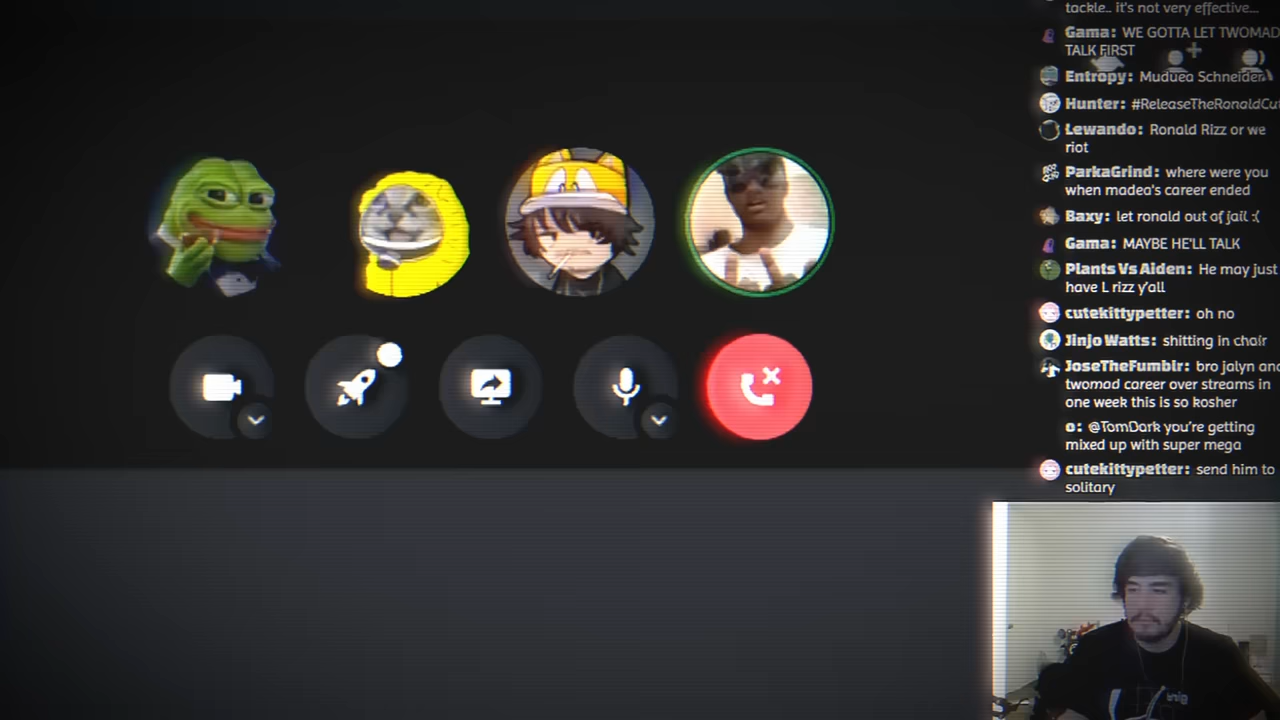 tackle.. it's not very effective...
Gama: WE GOTTA LET TWOMAD
TALK FIRST
Entropy: Muduea Schneider
Hunter: #ReleaseTheRonaldCu
Lewando: Ronald Rizz or we
riot
ParkaGrind: where were you
when madea's career ended
Baxy: let ronald out of jail :(
Gama: MAYBE HE'LL TALK
Plants Vs Aiden: He may just
have L rizz y'all
cutekittypetter: oh no
Jinjo Watts: shitting in chair
JoseTheFumblr: bro jalyn and
twomad career over streams in
one week this is so kosher
o: @TomDark you're getting
mixed up with super mega
cutekittypetter: send him to
solitary